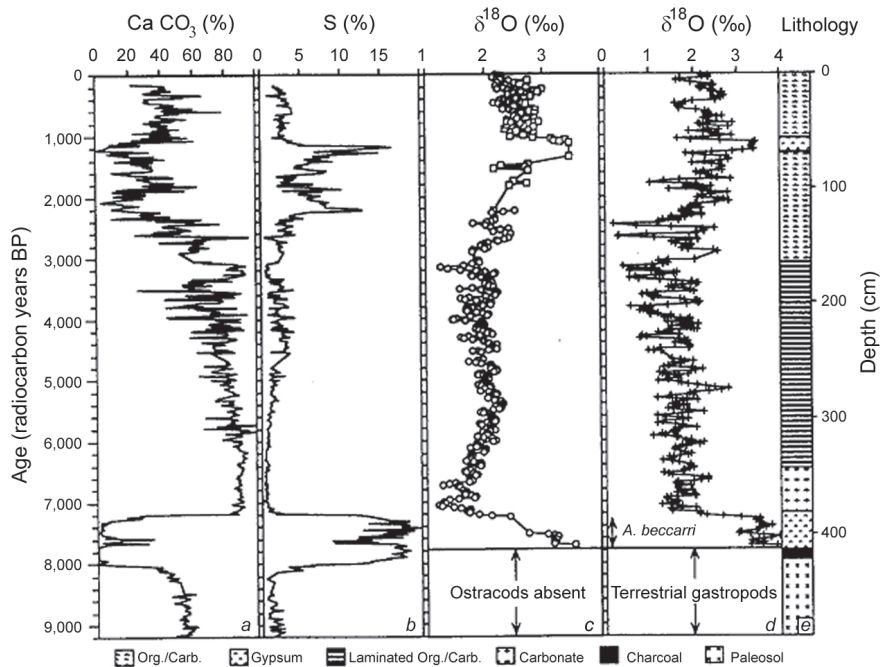 Ca CO3 (%) S (%) δ18O (‰) δ18O (‰) Lithology
0 20 40 60 80 0 5 10 15 1 2 3 0 1 2 3 4
0 0
1,000
100
2,000
3,000
200
4,000
5,000
300
6,000
7,000
400
8,000
9,000
Age (radiocarbon years BP)
Depth (cm)
A. beccarri
Ostracods absent Terrestrial gastropods
a b c d e
Org./Carb. Gypsum Laminated Org./Carb. Carbonate Charcoal Paleosol